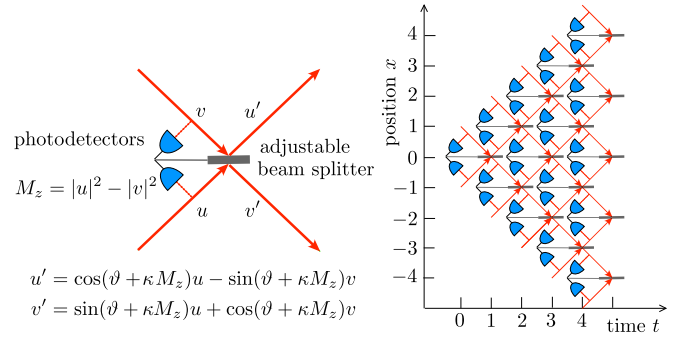 v
u′
photodetectors
adjustable
beam splitter
M_z = |u|² − |v|²
u
v′
u′ = cos(ϑ + κM_z)u − sin(ϑ + κM_z)v
v′ = sin(ϑ + κM_z)u + cos(ϑ + κM_z)v
position x
4
3
2
1
0
−1
−2
−3
−4
0 1 2 3 4
time t